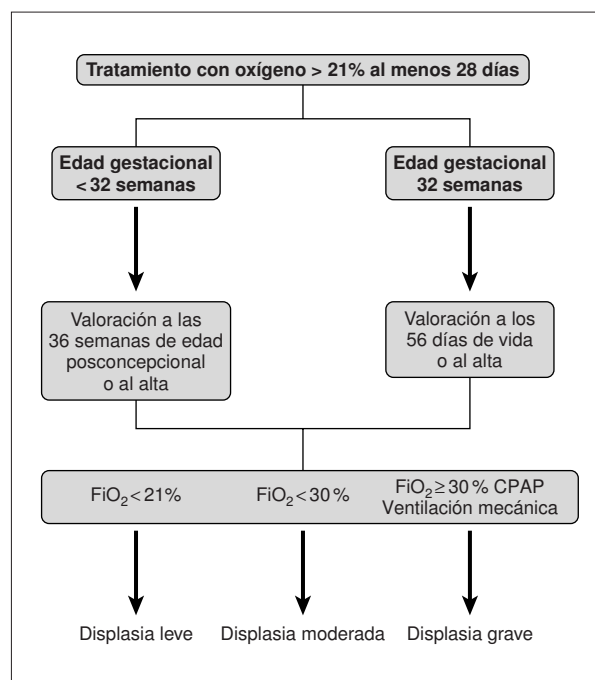 Tratamiento con oxígeno > 21% al menos 28 días
Edad gestacional
< 32 semanas
Edad gestacional
32 semanas
Valoración a las
36 semanas de edad
posconcepcional
o al alta
Valoración a los
56 días de vida
o al alta
FiO₂ < 21%
FiO₂ < 30 %
FiO₂ ≥ 30 % CPAP
Ventilación mecánica
Displasia leve
Displasia moderada
Displasia grave